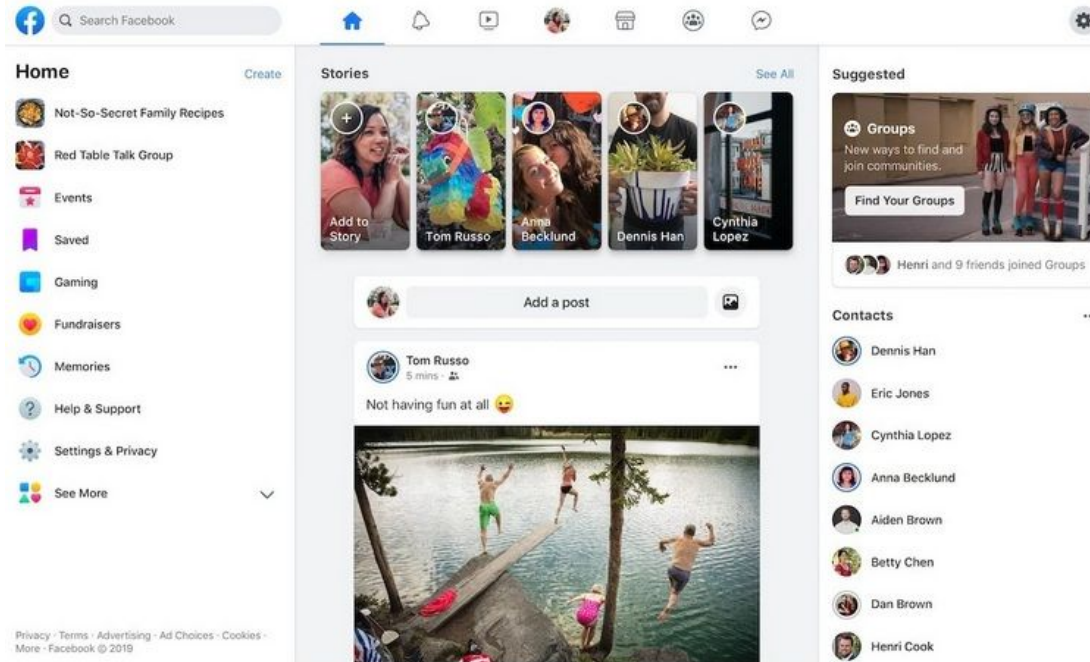 Search Facebook
Home
Create
Not-So-Secret Family Recipes
Red Table Talk Group
Events
Saved
Gaming
Fundraisers
Memories
Help & Support
Settings & Privacy
See More
Privacy · Terms · Advertising · Ad Choices · Cookies ·
More · Facebook © 2019
Stories
See All
Add to
Story
Tom Russo
Anna
Becklund
Dennis Han
Cynthia
Lopez
Add a post
Tom Russo
5 mins ·
Not having fun at all 😜
Suggested
Groups
New ways to find and
join communities.
Find Your Groups
Henri and 9 friends joined Groups
Contacts
Dennis Han
Eric Jones
Cynthia Lopez
Anna Becklund
Aiden Brown
Betty Chen
Dan Brown
Henri Cook